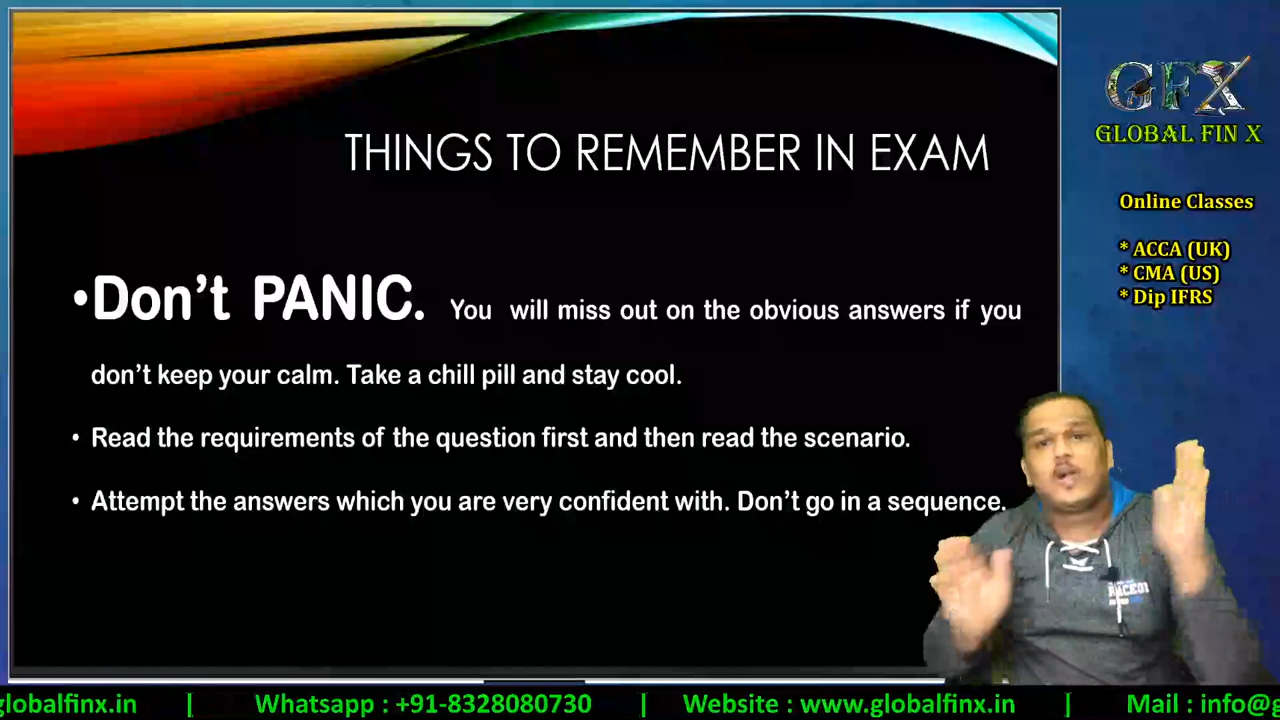 THINGS TO REMEMBER IN EXAM
•Don't PANIC. You will miss out on the obvious answers if you
don't keep your calm. Take a chill pill and stay cool.
• Read the requirements of the question first and then read the scenario.
• Attempt the answers which you are very confident with. Don't go in a sequence.
GFX
GLOBAL FIN X
Online Classes
* ACCA (UK)
* CMA (US)
* Dip IFRS
globalfinx.in | Whatsapp : +91-8328080730 | Website : www.globalfinx.in | Mail : info@g